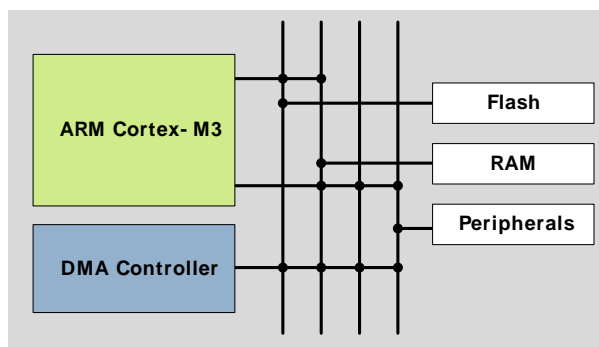 ARM Cortex- M3
Flash
RAM
Peripherals
DMA Controller